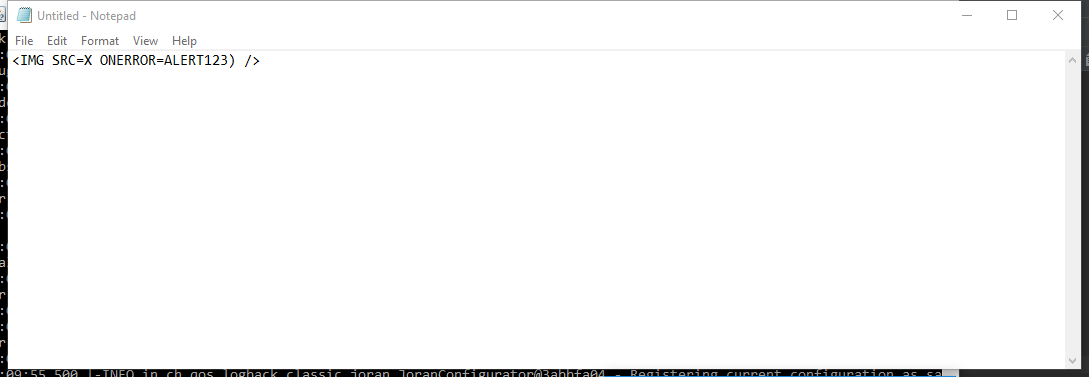 Untitled - Notepad
File Edit Format View Help
<IMG SRC=X ONERROR=ALERT123) />
:09:55,500 |-INFO in ch.qos.logback.classic.joran.JoranConfigurator@3abbfa04 - Registering current configuration as sa